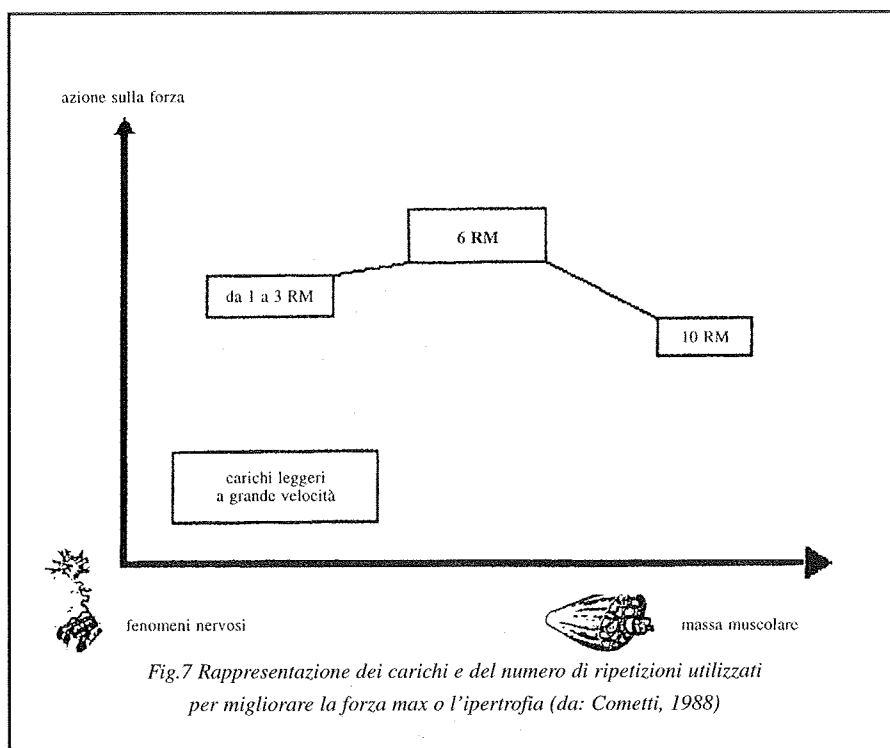 azione sulla forza
6 RM
da 1 a 3 RM
10 RM
carichi leggeri
a grande velocità
fenomeni nervosi
massa muscolare
Fig.7 Rappresentazione dei carichi e del numero di ripetizioni utilizzati
per migliorare la forza max o l'ipertrofia (da: Cometti, 1988)